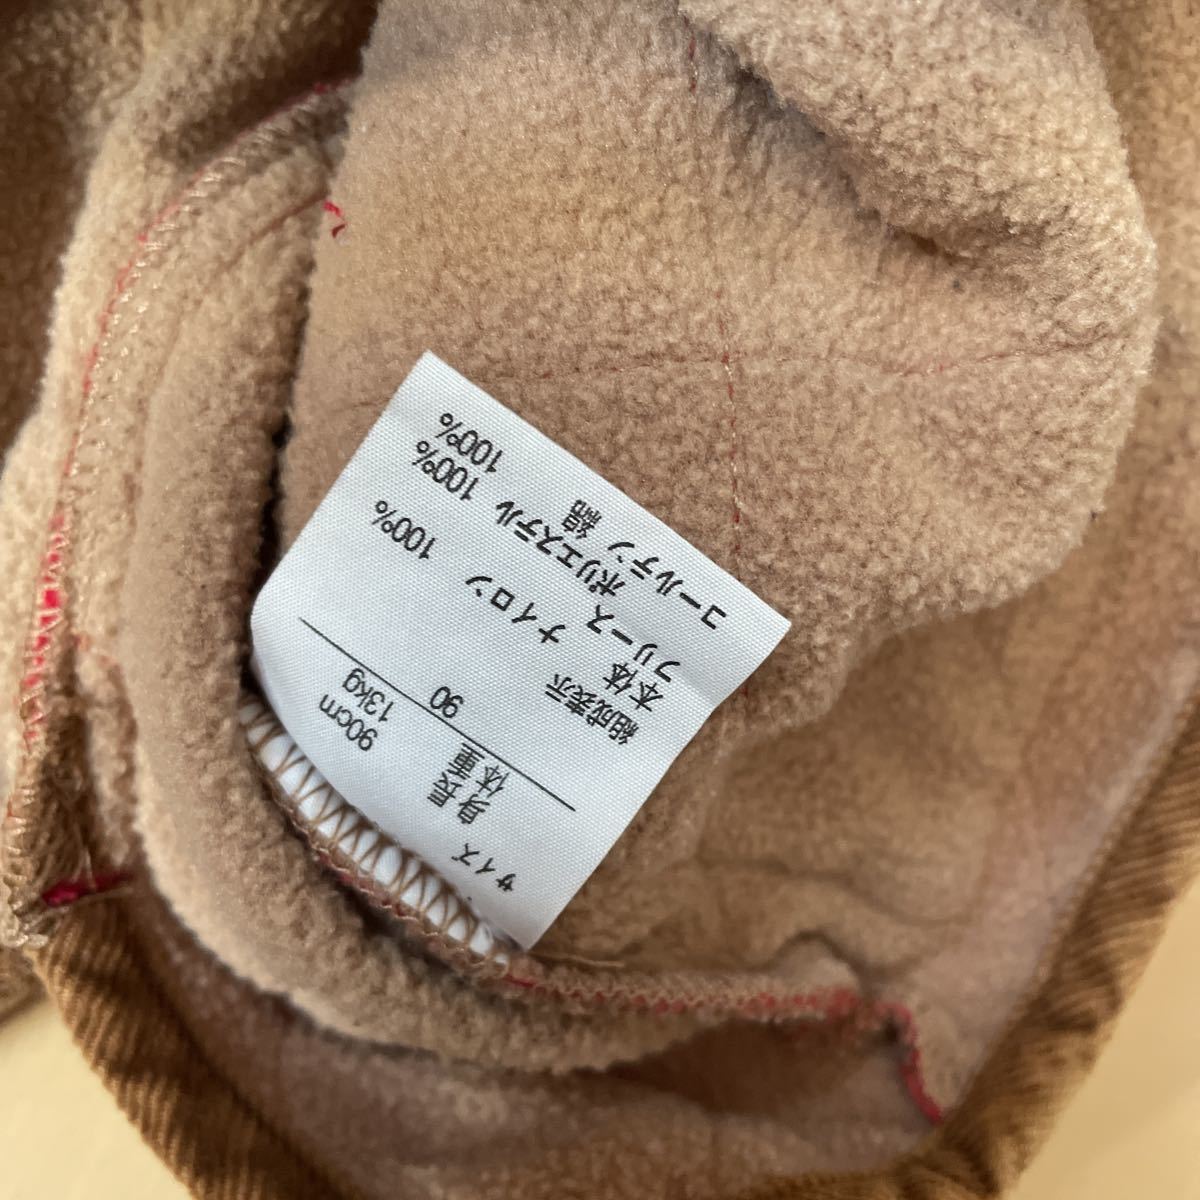 サイズ
身長 90cm
体重 13kg
90
組成表示
本体 ナイロン 100%
フリース ポリエステル 100%
コールテン 綿 100%